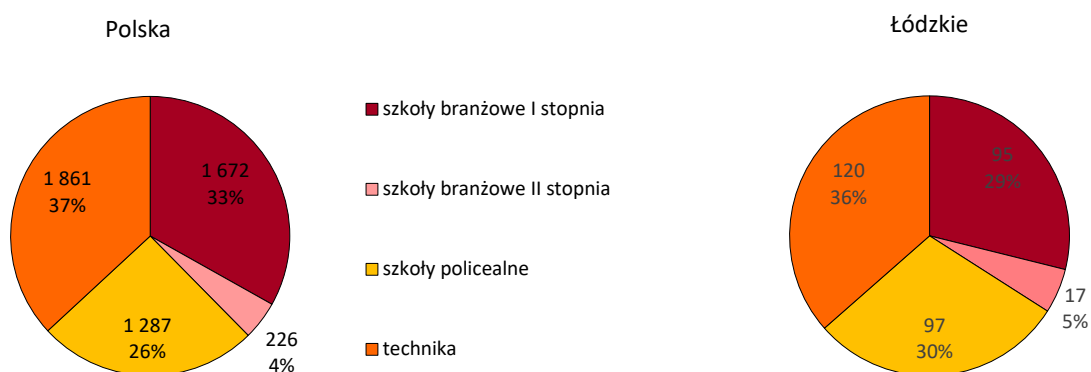 Polska
1 672
33%
226
4%
1 287
26%
1 861
37%
szkoły branżowe I stopnia
szkoły branżowe II stopnia
szkoły policealne
technika
Łódzkie
95
29%
17
5%
97
30%
120
36%